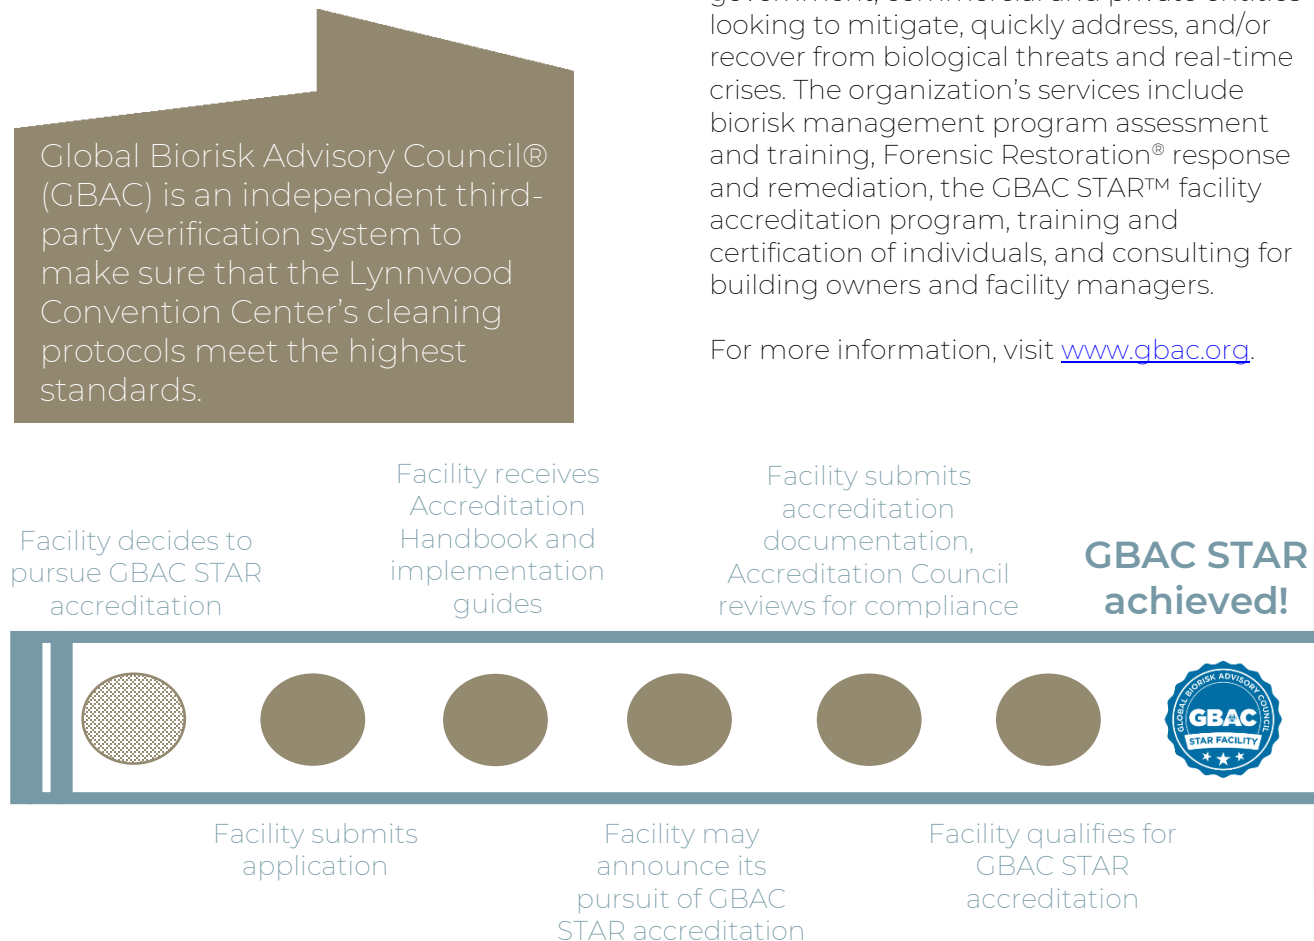 Global Biorisk Advisory Council®
(GBAC) is an independent third-
party verification system to
make sure that the Lynnwood
Convention Center’s cleaning
protocols meet the highest
standards.
government, commercial and private entities
looking to mitigate, quickly address, and/or
recover from biological threats and real-time
crises. The organization’s services include
biorisk management program assessment
and training, Forensic Restoration® response
and remediation, the GBAC STAR™ facility
accreditation program, training and
certification of individuals, and consulting for
building owners and facility managers.
For more information, visit www.gbac.org.
Facility decides to
pursue GBAC STAR
accreditation
Facility submits
application
Facility receives
Accreditation
Handbook and
implementation
guides
Facility may
announce its
pursuit of GBAC
STAR accreditation
Facility submits
accreditation
documentation,
Accreditation Council
reviews for compliance
Facility qualifies for
GBAC STAR
accreditation
GBAC STAR
achieved!
GLOBAL BIORISK ADVISORY COUNCIL
GBAC
STAR FACILITY